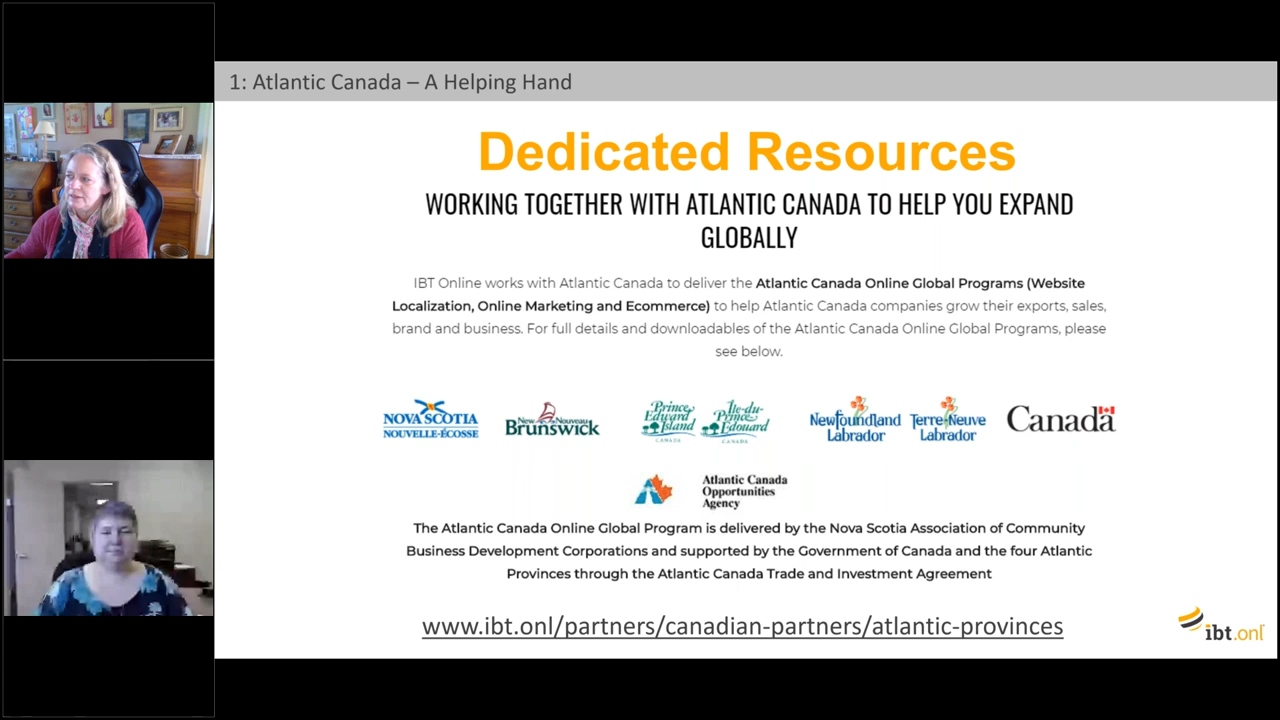 1: Atlantic Canada – A Helping Hand
Dedicated Resources
WORKING TOGETHER WITH ATLANTIC CANADA TO HELP YOU EXPAND
GLOBALLY
IBT Online works with Atlantic Canada to deliver the Atlantic Canada Online Global Programs (Website
Localization, Online Marketing and Ecommerce) to help Atlantic Canada companies grow their exports, sales,
brand and business. For full details and downloadables of the Atlantic Canada Online Global Programs, please
see below.
NOVA SCOTIA
NOUVELLE-ÉCOSSE
New Nouveau
Brunswick
Prince
Edward
Island
CANADA
Île-du-
Prince
Édouard
CANADA
Newfoundland
Labrador
Terre-Neuve
Labrador
Canada
Atlantic Canada
Opportunities
Agency
The Atlantic Canada Online Global Program is delivered by the Nova Scotia Association of Community
Business Development Corporations and supported by the Government of Canada and the four Atlantic
Provinces through the Atlantic Canada Trade and Investment Agreement
www.ibt.onl/partners/canadian-partners/atlantic-provinces
ibt.onl